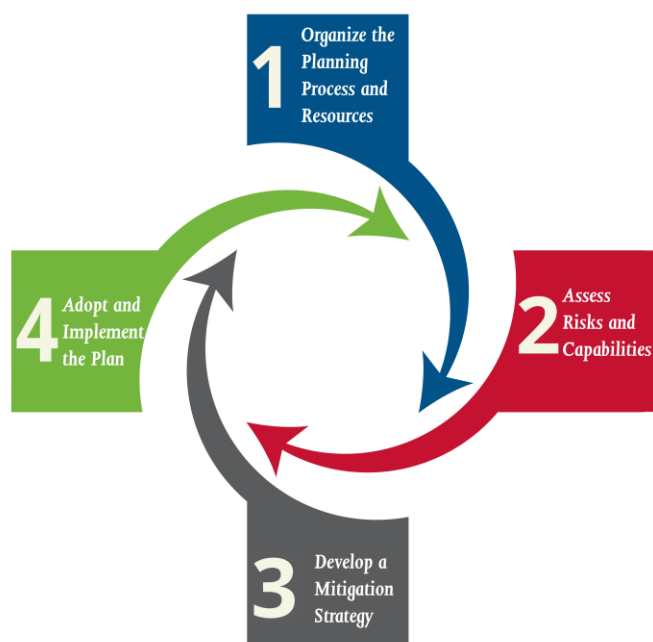 1
Organize the
Planning
Process and
Resources
2
Assess
Risks and
Capabilities
3
Develop a
Mitigation
Strategy
4
Adopt and
Implement
the Plan